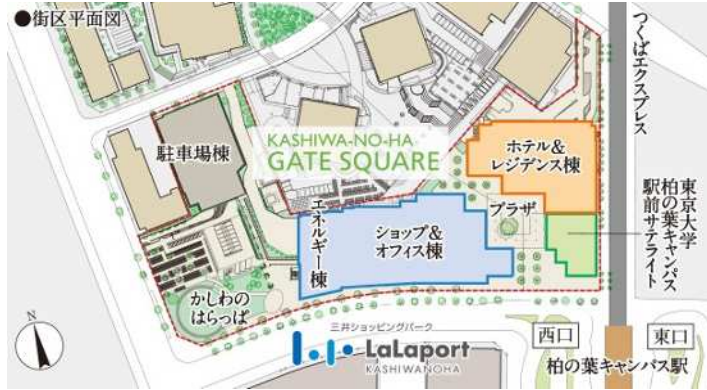 ●街区平面図
つくばエクスプレス
駐車場棟
KASHIWA-NO-HA
GATE SQUARE
ホテル&
レジデンス棟
東京大学
柏の葉キャンパス
駅前サテライト
エネルギー棟
ショップ&
オフィス棟
プラザ
かしわの
はらっぱ
N
三井ショッピングパーク
LaLaport
KASHIWANOHA
西口
東口
柏の葉キャンパス駅